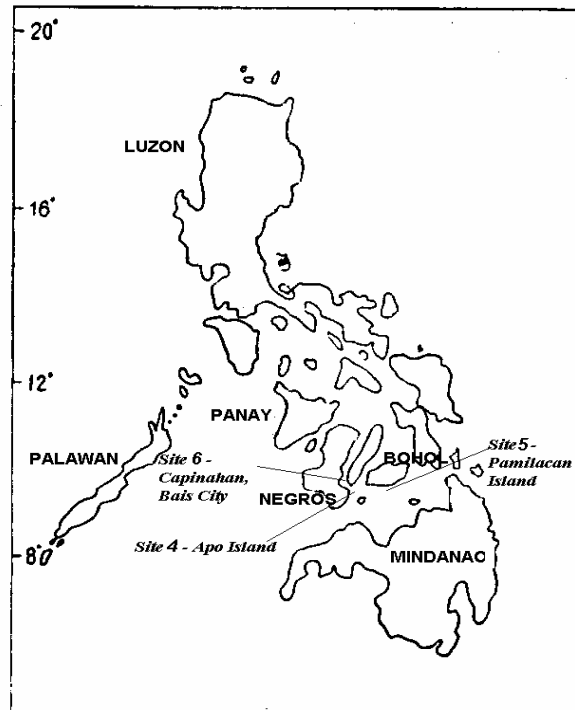 20°
LUZON
16°
12°
PANAY
PALAWAN
Site 6 -
Capinahan,
Bais City
BOHOL
Site 5 -
Pamilacan
Island
NEGROS
Site 4 - Apo Island
8°
MINDANAO